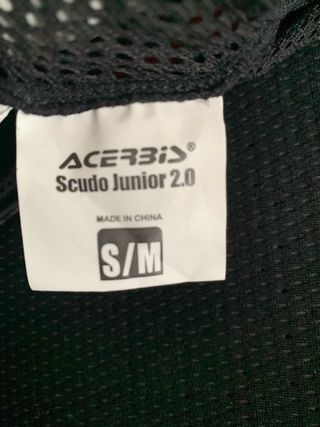 ACERBIS®
Scudo Junior 2.0
MADE IN CHINA
S/M